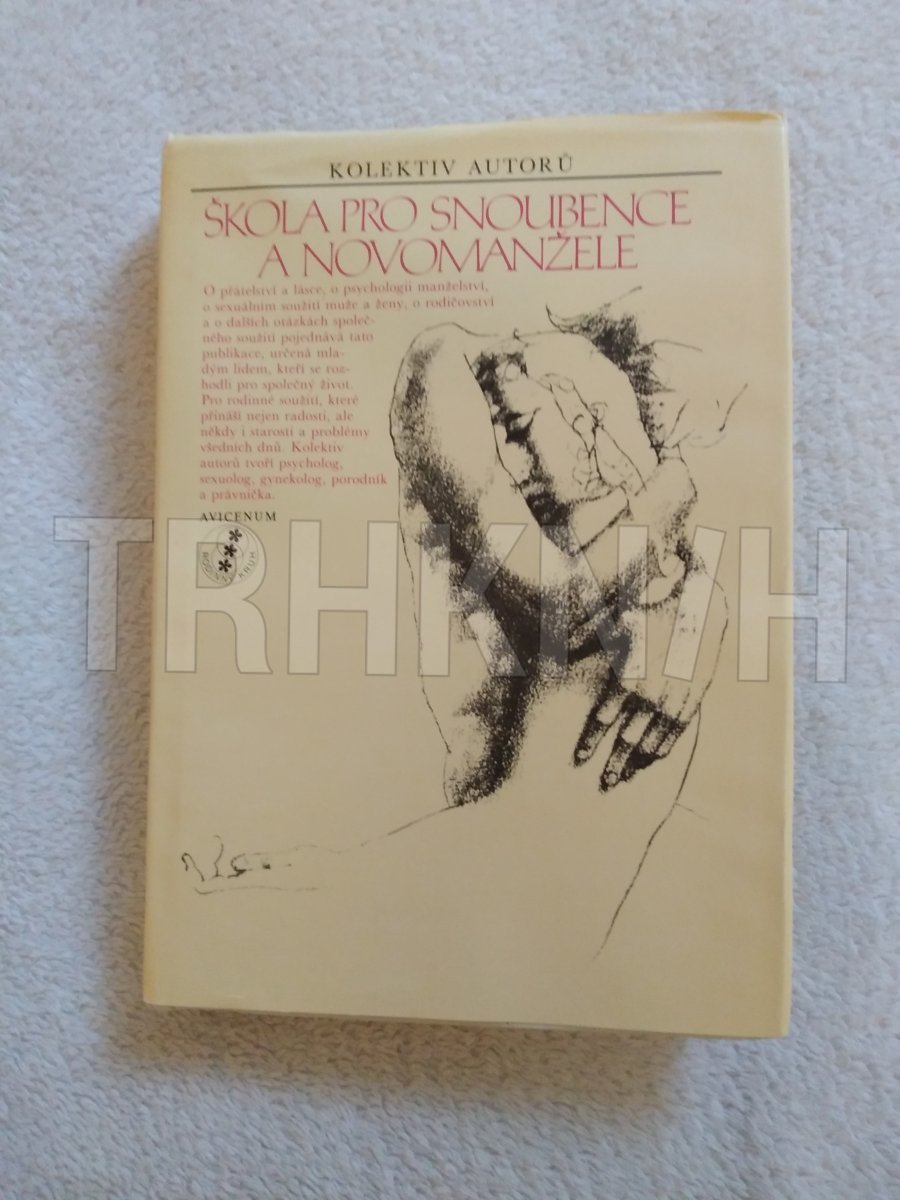 KOLEKTIV AUTORŮ
ŠKOLA PRO SNOUBENCE
A NOVOMANŽELE
O přátelství a lásce, o psychologii manželství,
o sexuálním soužití muže a ženy, o rodičovství
a o dalších otázkách společ-
ného soužití pojednává tato
publikace, určená mla-
dým lidem, kteří se roz-
hodli pro společný život.
Pro rodinné soužití, které
přináší nejen radosti, ale
někdy i starosti a problémy
všedních dnů. Kolektiv
autorů tvoří psycholog,
sexuolog, gynekolog, porodník
a právnička.
AVICENUM
KRUH
TRHKNIH